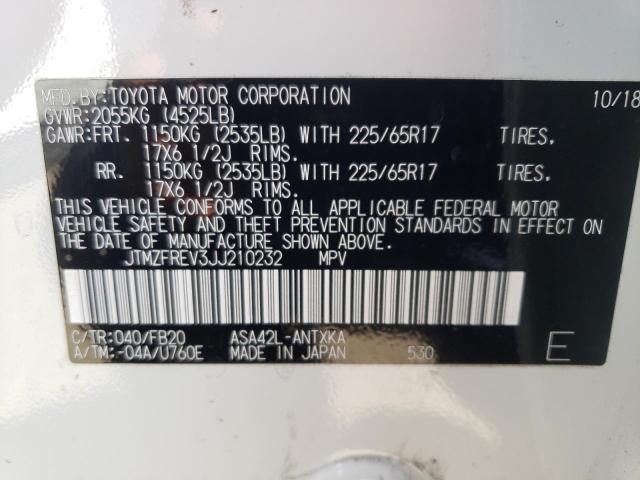 MFD.BY:TOYOTA MOTOR CORPORATION 10/18
GVWR:2055KG (4525LB)
GAWR:FRT. 1150KG (2535LB) WITH 225/65R17 TIRES,
17X6 1/2J RIMS.
RR. 1150KG (2535LB) WITH 225/65R17 TIRES,
17X6 1/2J RIMS.
THIS VEHICLE CONFORMS TO ALL APPLICABLE FEDERAL MOTOR
VEHICLE SAFETY AND THEFT PREVENTION STANDARDS IN EFFECT
ON THE DATE OF MANUFACTURE SHOWN ABOVE.
JTMZFREV3JJ210232 MPV
C/TR:040/FB20 ASA42L-ANTXKA
A/TM:-04A/U760E MADE IN JAPAN 530 E